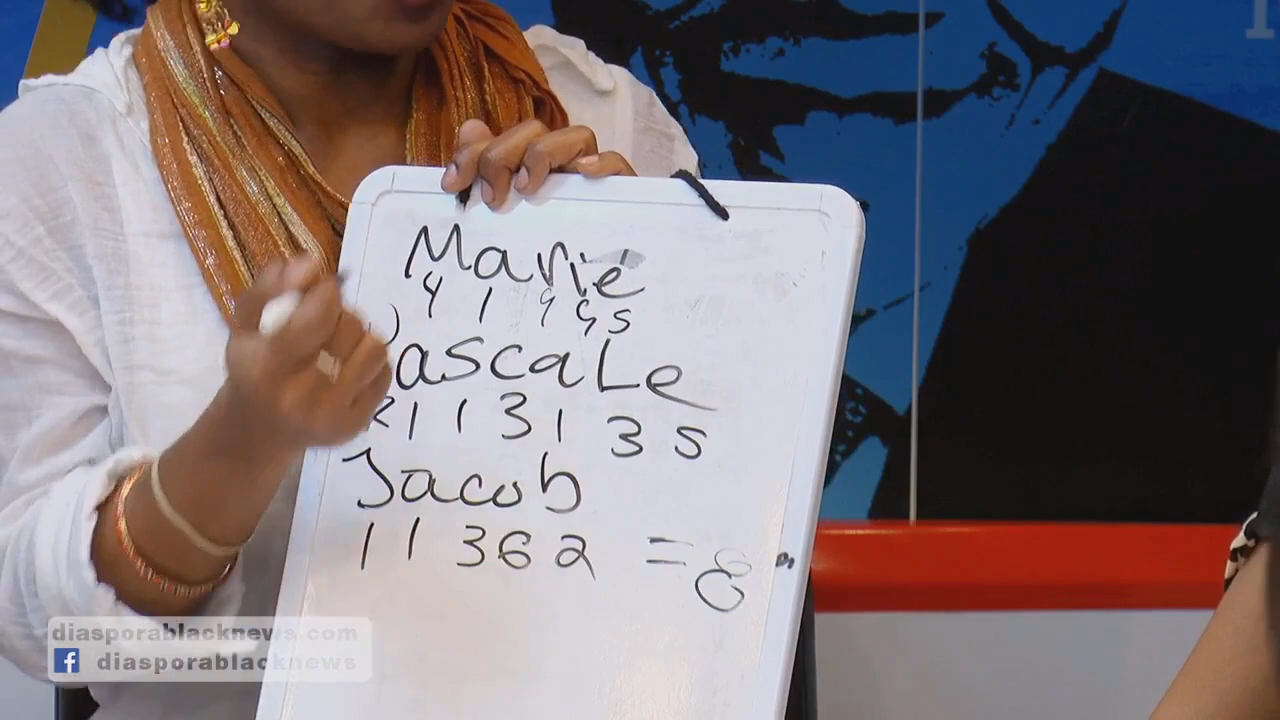 Marie
4 1 9 9 5
PascaLe
1 1 3 1 3 5
Jacob
1 1 3 6 2 = 8
diasporablacknews.com
diasporablacknews